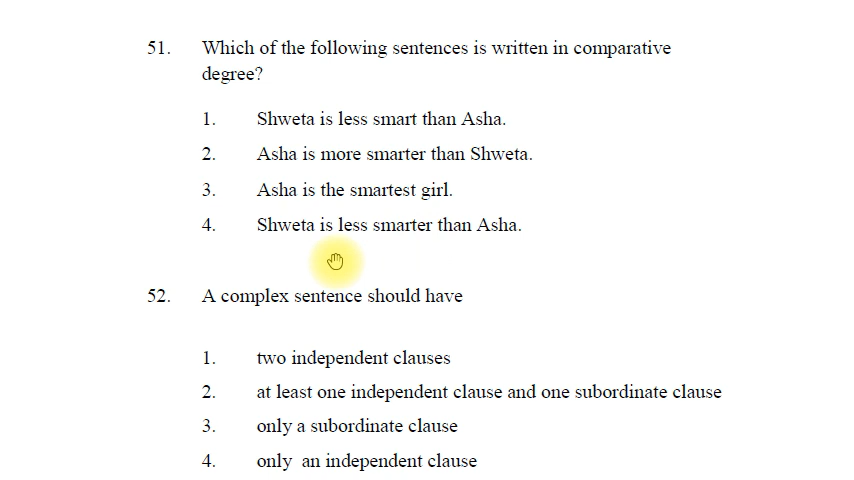 51. Which of the following sentences is written in comparative
degree?
1. Shweta is less smart than Asha.
2. Asha is more smarter than Shweta.
3. Asha is the smartest girl.
4. Shweta is less smarter than Asha.
52. A complex sentence should have
1. two independent clauses
2. at least one independent clause and one subordinate clause
3. only a subordinate clause
4. only an independent clause